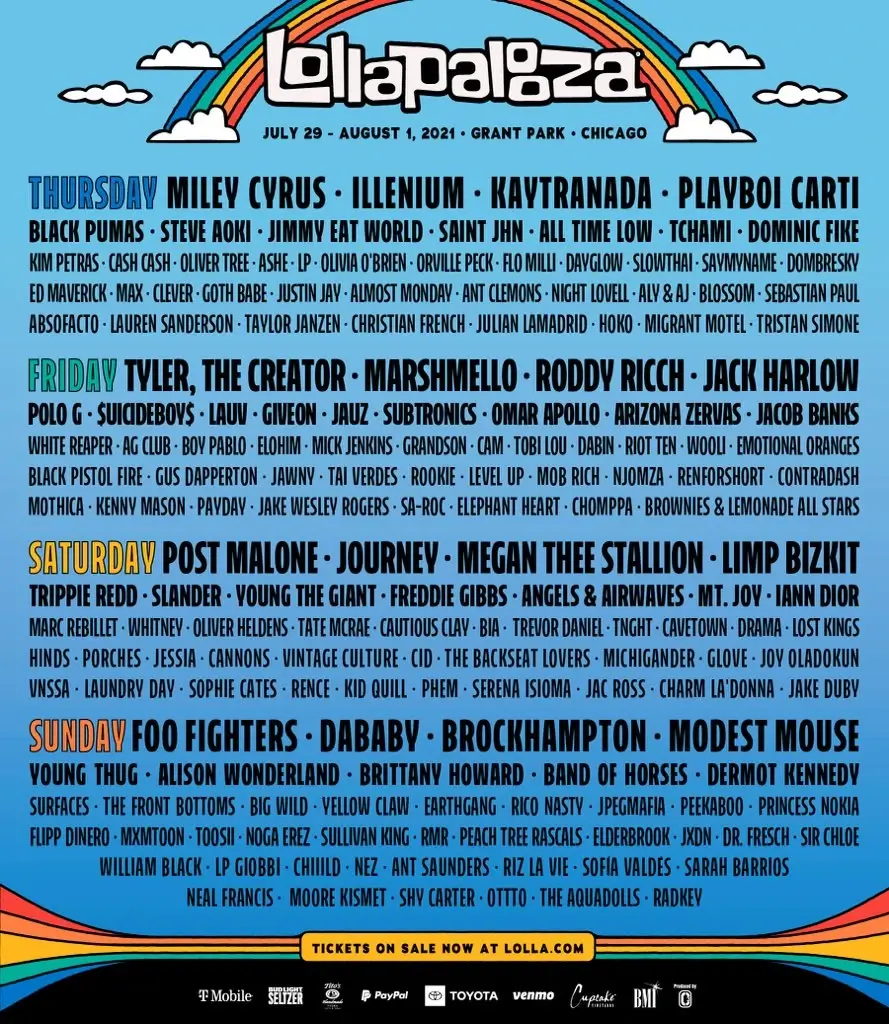 Lollapalooza
JULY 29 - AUGUST 1, 2021 • GRANT PARK • CHICAGO
THURSDAY MILEY CYRUS · ILLENIUM · KAYTRANADA · PLAYBOI CARTI
BLACK PUMAS · STEVE AOKI · JIMMY EAT WORLD · SAINT JHN · ALL TIME LOW · TCHAMI · DOMINIC FIKE
KIM PETRAS · CASH CASH · OLIVER TREE · ASHE · LP · OLIVIA O'BRIEN · ORVILLE PECK · FLO MILLI · DAYGLOW · SLOWTHAI · SAYMYNAME · DOMBRESKY
ED MAVERICK · MAX · CLEVER · GOTH BABE · JUSTIN JAY · ALMOST MONDAY · ANT CLEMONS · NIGHT LOVELL · ALY & AJ · BLOSSOM · SEBASTIAN PAUL
ABSOFACTO · LAUREN SANDERSON · TAYLOR JANZEN · CHRISTIAN FRENCH · JULIAN LAMADRID · HOKO · MIGRANT MOTEL · TRISTAN SIMONE
FRIDAY TYLER, THE CREATOR · MARSHMELLO · RODDY RICCH · JACK HARLOW
POLO G · $UICIDEBOY$ · LAUV · GIVEON · JAUZ · SUBTRONICS · OMAR APOLLO · ARIZONA ZERVAS · JACOB BANKS
WHITE REAPER · AG CLUB · BOY PABLO · ELOHIM · MICK JENKINS · GRANDSON · CAM · TOBI LOU · DABIN · RIOT TEN · WOOLI · EMOTIONAL ORANGES
BLACK PISTOL FIRE · GUS DAPPERTON · JAWNY · TAI VERDES · ROOKIE · LEVEL UP · MOB RICH · NJOMZA · RENFORSHORT · CONTRADASH
MOTHICA · KENNY MASON · PAYDAY · JAKE WESLEY ROGERS · SA-ROC · ELEPHANT HEART · CHOMPPA · BROWNIES & LEMONADE ALL STARS
SATURDAY POST MALONE · JOURNEY · MEGAN THEE STALLION · LIMP BIZKIT
TRIPPIE REDD · SLANDER · YOUNG THE GIANT · FREDDIE GIBBS · ANGELS & AIRWAVES · MT. JOY · IANN DIOR
MARC REBILLET · WHITNEY · OLIVER HELDENS · TATE MCRAE · CAUTIOUS CLAY · BIA · TREVOR DANIEL · TNGHT · CAVETOWN · DRAMA · LOST KINGS
HINDS · PORCHES · JESSIA · CANNONS · VINTAGE CULTURE · CID · THE BACKSEAT LOVERS · MICHIGANDER · GLOVE · JOY OLADOKUN
VNSSA · LAUNDRY DAY · SOPHIE CATES · RENCE · KID QUILL · PHEM · SERENA ISIOMA · JAC ROSS · CHARM LA'DONNA · JAKE DUBY
SUNDAY FOO FIGHTERS · DABABY · BROCKHAMPTON · MODEST MOUSE
YOUNG THUG · ALISON WONDERLAND · BRITTANY HOWARD · BAND OF HORSES · DERMOT KENNEDY
SURFACES · THE FRONT BOTTOMS · BIG WILD · YELLOW CLAW · EARTHGANG · RICO NASTY · JPEGMAFIA · PEEKABOO · PRINCESS NOKIA
FLIPP DINERO · MXMTOON · TOOSII · NOGA EREZ · SULLIVAN KING · RMR · PEACH TREE RASCALS · ELDERBROOK · JXDN · DR. FRESCH · SIR CHLOE
WILLIAM BLACK · LP GIOBBI · CHIIILD · NEZ · ANT SAUNDERS · RIZ LA VIE · SOFÍA VALDÉS · SARAH BARRIOS
NEAL FRANCIS · MOORE KISMET · SHY CARTER · OTTTO · THE AQUADOLLS · RADKEY
TICKETS ON SALE NOW AT LOLLA.COM
T Mobile BUD LIGHT SELTZER Tito's Handmade PayPal TOYOTA venmo Cupcake VINEYARDS BMI Produced by